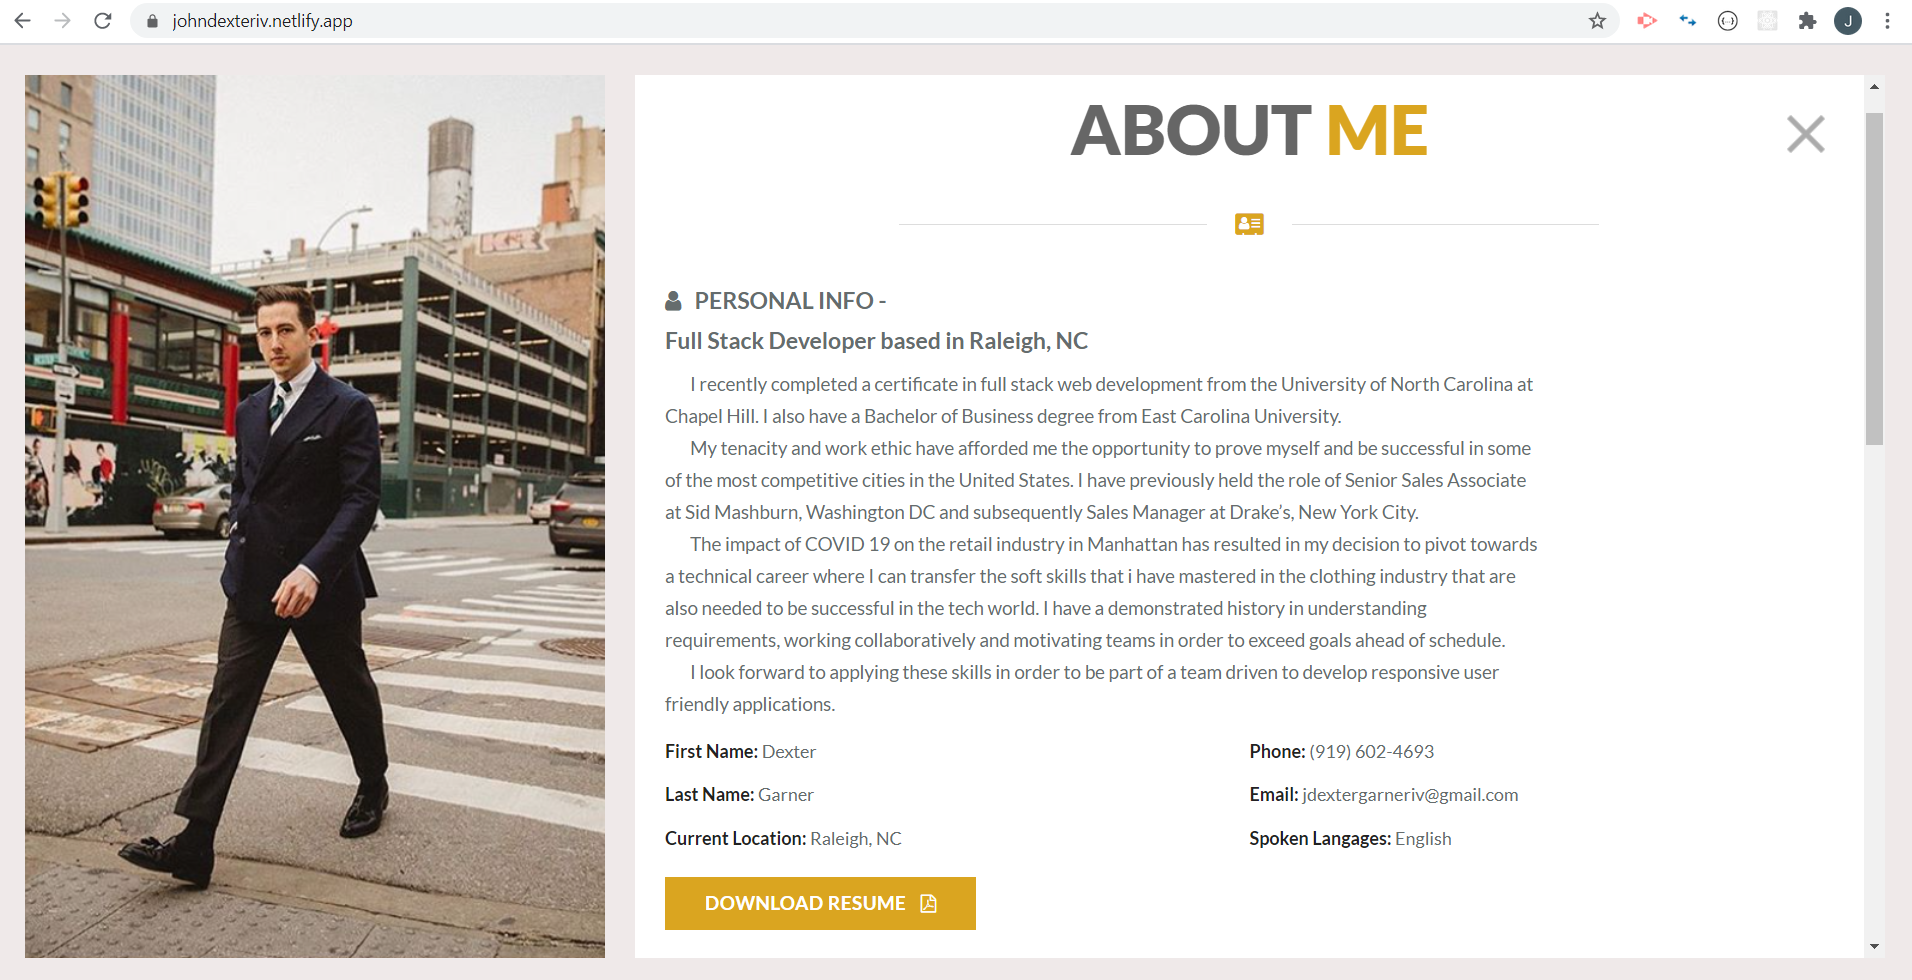 johndexteriv.netlify.app
J
ABOUT ME
PERSONAL INFO -
Full Stack Developer based in Raleigh, NC
I recently completed a certificate in full stack web development from the University of North Carolina at
Chapel Hill. I also have a Bachelor of Business degree from East Carolina University.
My tenacity and work ethic have afforded me the opportunity to prove myself and be successful in some
of the most competitive cities in the United States. I have previously held the role of Senior Sales Associate
at Sid Mashburn, Washington DC and subsequently Sales Manager at Drake’s, New York City.
The impact of COVID 19 on the retail industry in Manhattan has resulted in my decision to pivot towards
a technical career where I can transfer the soft skills that i have mastered in the clothing industry that are
also needed to be successful in the tech world. I have a demonstrated history in understanding
requirements, working collaboratively and motivating teams in order to exceed goals ahead of schedule.
I look forward to applying these skills in order to be part of a team driven to develop responsive user
friendly applications.
First Name: Dexter
Phone: (919) 602-4693
Last Name: Garner
Email: jdextergarneriv@gmail.com
Current Location: Raleigh, NC
Spoken Langages: English
DOWNLOAD RESUME